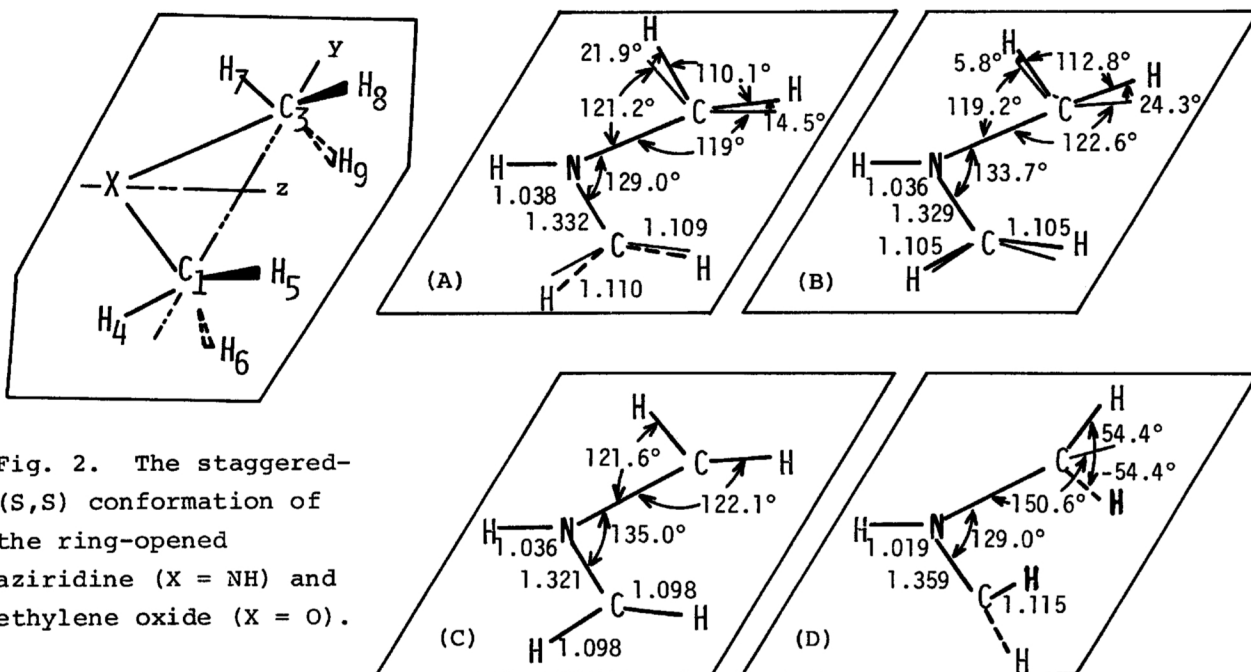 Y
H7
H8
C3
H9
X
z
C1
H5
H4
H6
H
21.9°
110.1°
H
121.2°
C
14.5°
119°
H
N
129.0°
1.038
1.332
1.109
C
H
(A)
H
1.110
H
5.8°
112.8°
H
119.2°
C
24.3°
122.6°
H
N
133.7°
1.036
1.329
1.105
1.105
C
H
H
(B)
Fig. 2. The staggered-
(S,S) conformation of
the ring-opened
aziridine (X = NH) and
ethylene oxide (X = O).
H
121.6°
C
H
122.1°
H
N
135.0°
1.036
1.321
1.098
C
H
(C)
H
1.098
H
54.4°
C
-54.4°
150.6°
H
H
N
129.0°
1.019
1.359
H
C
1.115
(D)
H